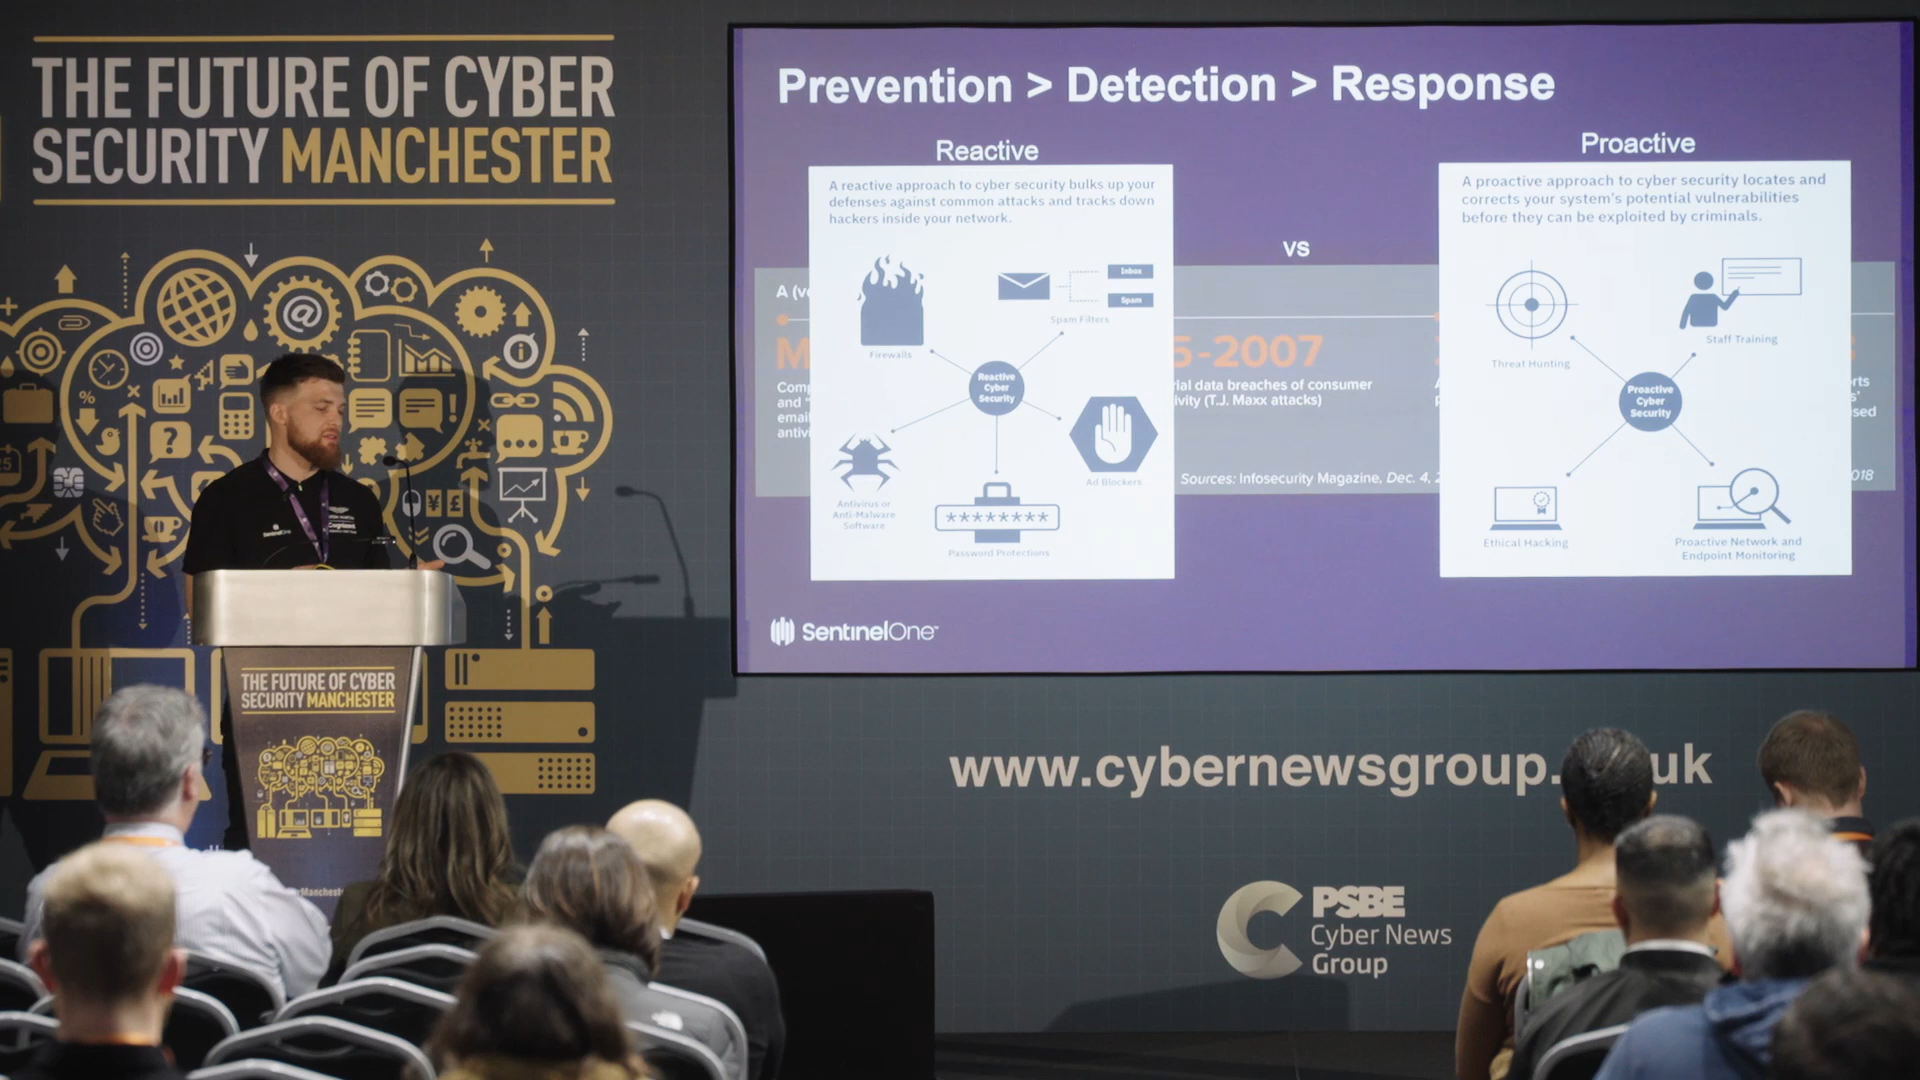 THE FUTURE OF CYBER
SECURITY MANCHESTER
Prevention > Detection > Response
Reactive
A reactive approach to cyber security bulks up your
defenses against common attacks and tracks down
hackers inside your network.
Firewalls
Inbox
Spam
Spam Filters
Reactive
Cyber
Security
Antivirus or
Anti-Malware
Software
********
Password Protections
Ad Blockers
vs
Proactive
A proactive approach to cyber security locates and
corrects your system's potential vulnerabilities
before they can be exploited by criminals.
Threat Hunting
Staff Training
Proactive
Cyber
Security
Ethical Hacking
Proactive Network and
Endpoint Monitoring
-2007
data breaches of consumer
(T.J. Maxx attacks)
Sources: Infosecurity Magazine, Dec. 4,
018
SentinelOne
SentinelOne
Cognizant
THE FUTURE OF CYBER
SECURITY MANCHESTER
www.cybernewsgroup. uk
PSBE
Cyber News
Group